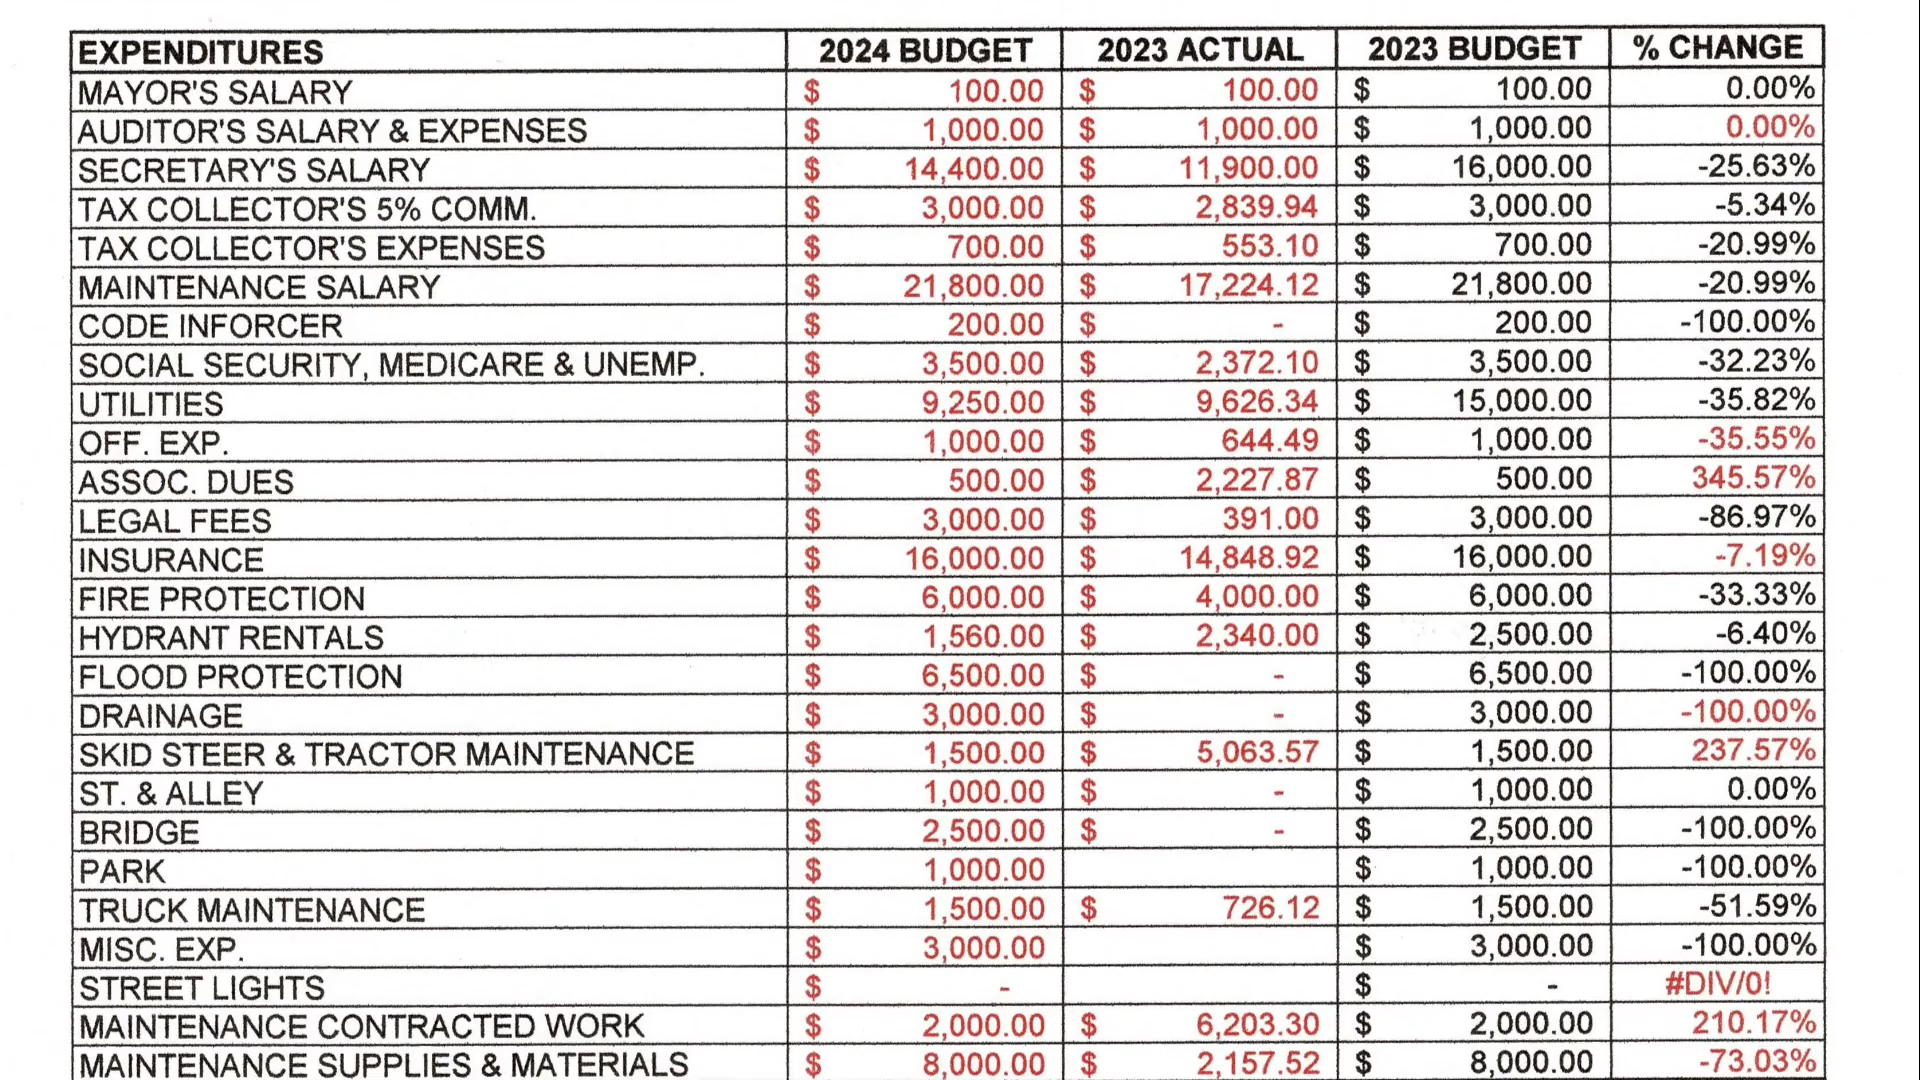 EXPENDITURES 2024 BUDGET 2023 ACTUAL 2023 BUDGET % CHANGE
MAYOR'S SALARY $ 100.00 $ 100.00 $ 100.00 0.00%
AUDITOR'S SALARY & EXPENSES $ 1,000.00 $ 1,000.00 $ 1,000.00 0.00%
SECRETARY'S SALARY $ 14,400.00 $ 11,900.00 $ 16,000.00 -25.63%
TAX COLLECTOR'S 5% COMM. $ 3,000.00 $ 2,839.94 $ 3,000.00 -5.34%
TAX COLLECTOR'S EXPENSES $ 700.00 $ 553.10 $ 700.00 -20.99%
MAINTENANCE SALARY $ 21,800.00 $ 17,224.12 $ 21,800.00 -20.99%
CODE INFORCER $ 200.00 $ - $ 200.00 -100.00%
SOCIAL SECURITY, MEDICARE & UNEMP. $ 3,500.00 $ 2,372.10 $ 3,500.00 -32.23%
UTILITIES $ 9,250.00 $ 9,626.34 $ 15,000.00 -35.82%
OFF. EXP. $ 1,000.00 $ 644.49 $ 1,000.00 -35.55%
ASSOC. DUES $ 500.00 $ 2,227.87 $ 500.00 345.57%
LEGAL FEES $ 3,000.00 $ 391.00 $ 3,000.00 -86.97%
INSURANCE $ 16,000.00 $ 14,848.92 $ 16,000.00 -7.19%
FIRE PROTECTION $ 6,000.00 $ 4,000.00 $ 6,000.00 -33.33%
HYDRANT RENTALS $ 1,560.00 $ 2,340.00 $ 2,500.00 -6.40%
FLOOD PROTECTION $ 6,500.00 $ - $ 6,500.00 -100.00%
DRAINAGE $ 3,000.00 $ - $ 3,000.00 -100.00%
SKID STEER & TRACTOR MAINTENANCE $ 1,500.00 $ 5,063.57 $ 1,500.00 237.57%
ST. & ALLEY $ 1,000.00 $ - $ 1,000.00 0.00%
BRIDGE $ 2,500.00 $ - $ 2,500.00 -100.00%
PARK $ 1,000.00 $ 1,000.00 -100.00%
TRUCK MAINTENANCE $ 1,500.00 $ 726.12 $ 1,500.00 -51.59%
MISC. EXP. $ 3,000.00 $ 3,000.00 -100.00%
STREET LIGHTS $ - $ - #DIV/0!
MAINTENANCE CONTRACTED WORK $ 2,000.00 $ 6,203.30 $ 2,000.00 210.17%
MAINTENANCE SUPPLIES & MATERIALS $ 8,000.00 $ 2,157.52 $ 8,000.00 -73.03%